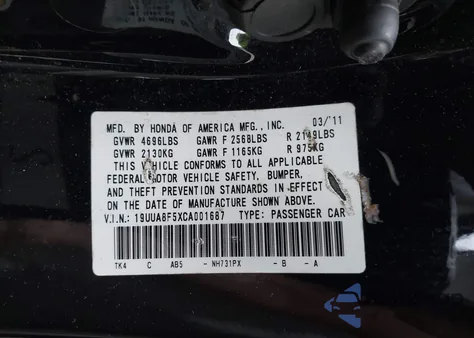 MFD. BY HONDA OF AMERICA MFG., INC. 03/'11
GVWR 4696LBS GAWR F 2568LBS R 2149LBS
GVWR 2130KG GAWR F 1165KG R 975KG
THIS VEHICLE CONFORMS TO ALL APPLICABLE
FEDERAL MOTOR VEHICLE SAFETY, BUMPER,
AND THEFT PREVENTION STANDARDS IN EFFECT
ON THE DATE OF MANUFACTURE SHOWN ABOVE.
V.I.N.: 19UUA8F5XCA001687 TYPE: PASSENGER CAR
TK4 C AB5 - NH731PX - B - A